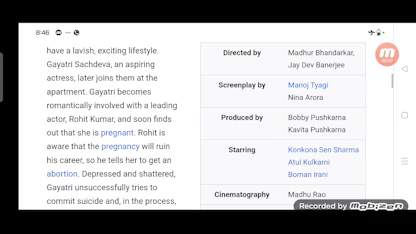 8:46
have a lavish, exciting lifestyle.
Gayatri Sachdeva, an aspiring
actress, later joins them at the
apartment. Gayatri becomes
romantically involved with a leading
actor, Rohit Kumar, and soon finds
out that she is pregnant. Rohit is
aware that the pregnancy will ruin
his career, so he tells her to get an
abortion. Depressed and shattered,
Gayatri unsuccessfully tries to
commit suicide and, in the process,
Directed by
Madhur Bhandarkar,
Jay Dev Banerjee
Screenplay by
Manoj Tyagi
Nina Arora
Produced by
Bobby Pushkarna
Kavita Pushkarna
Starring
Konkona Sen Sharma
Atul Kulkarni
Boman Irani
Cinematography
Madhu Rao
Recorded by Mobizen